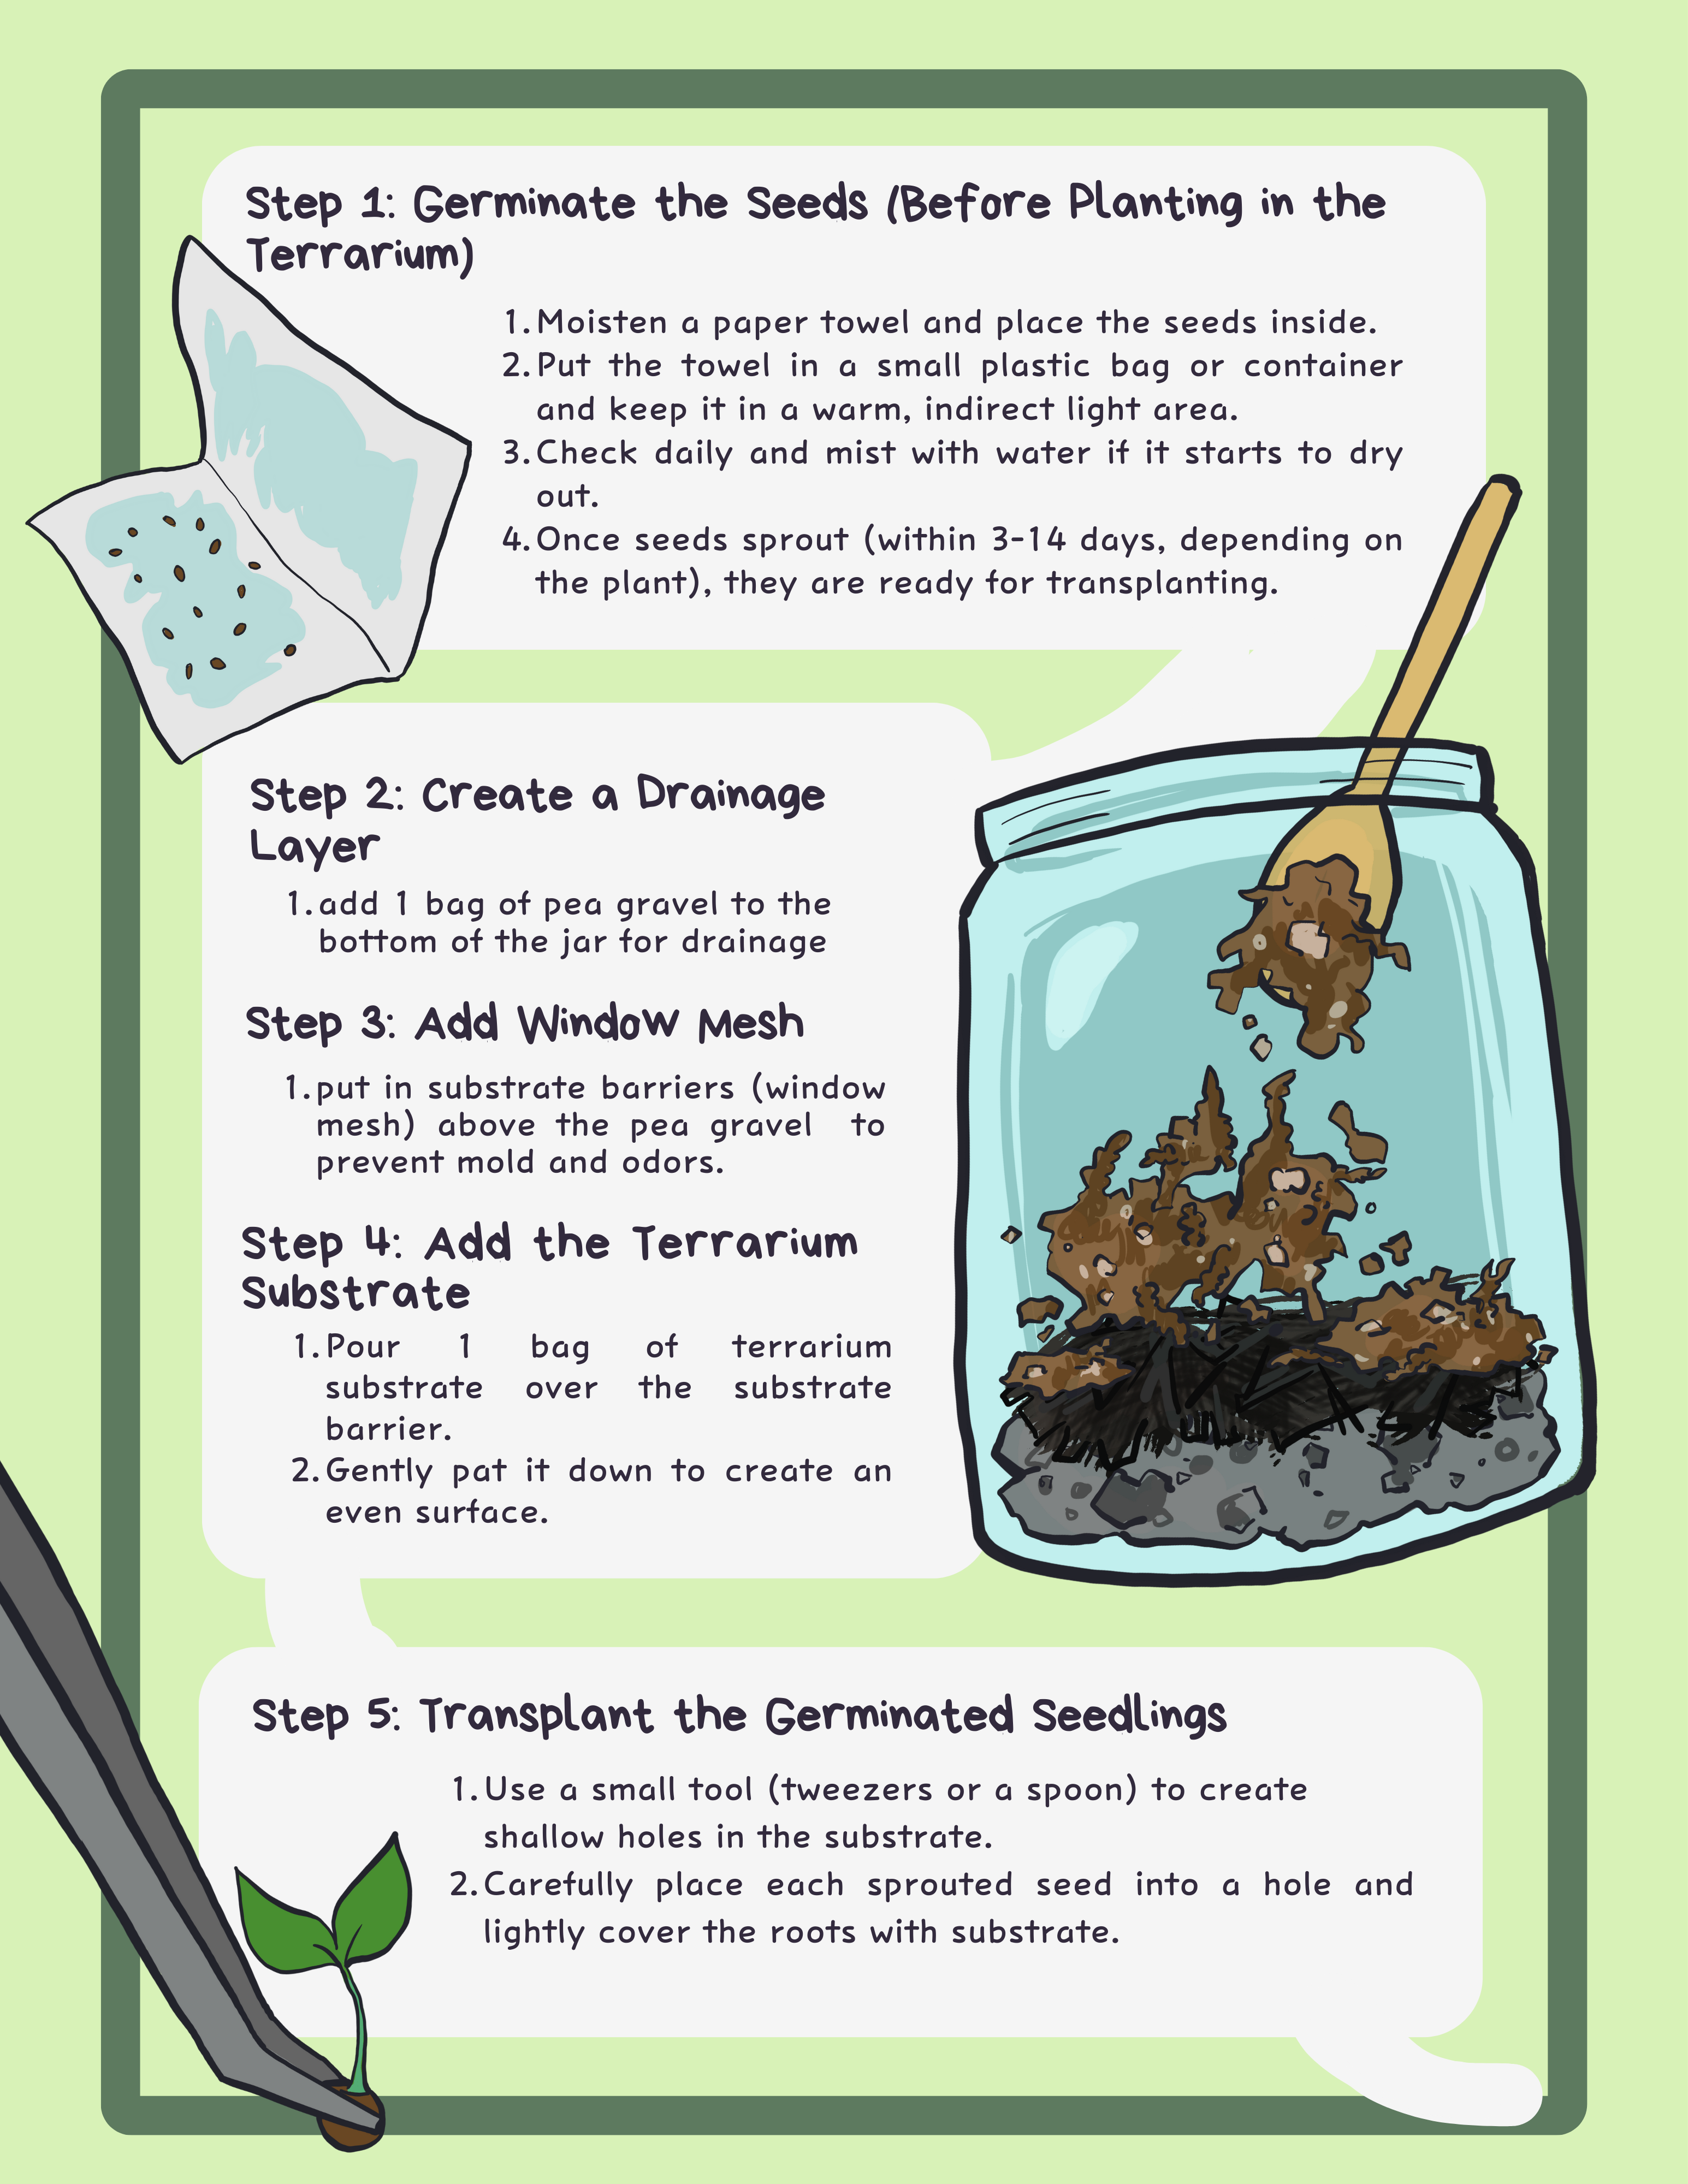 Step 1: Germinate the Seeds (Before Planting in the
Terrarium)
1. Moisten a paper towel and place the seeds inside.
2. Put the towel in a small plastic bag or container
and keep it in a warm, indirect light area.
3. Check daily and mist with water if it starts to dry
out.
4. Once seeds sprout (within 3-14 days, depending on
the plant), they are ready for transplanting.
Step 2: Create a Drainage
Layer
1. add 1 bag of pea gravel to the
bottom of the jar for drainage
Step 3: Add Window Mesh
1. put in substrate barriers (window
mesh) above the pea gravel to
prevent mold and odors.
Step 4: Add the Terrarium
Substrate
1. Pour 1 bag of terrarium
substrate over the substrate
barrier.
2. Gently pat it down to create an
even surface.
Step 5: Transplant the Germinated Seedlings
1. Use a small tool (tweezers or a spoon) to create
shallow holes in the substrate.
2. Carefully place each sprouted seed into a hole and
lightly cover the roots with substrate.